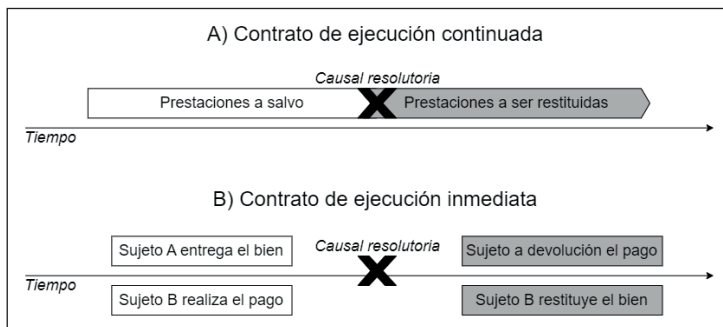 A) Contrato de ejecución continuada
Causal resolutoria
Prestaciones a salvo
Prestaciones a ser restituidas
Tiempo
B) Contrato de ejecución inmediata
Sujeto A entrega el bien
Causal resolutoria
Sujeto a devolución el pago
Tiempo
Sujeto B realiza el pago
Sujeto B restituye el bien